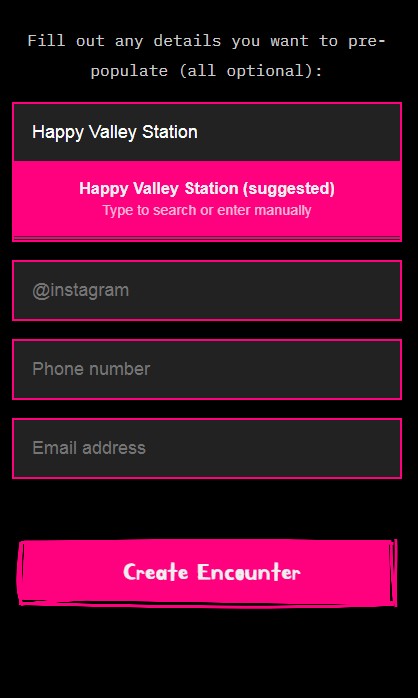 Fill out any details you want to pre-
populate (all optional):
Happy Valley Station
Happy Valley Station (suggested)
Type to search or enter manually
@instagram
Phone number
Email address
Create Encounter